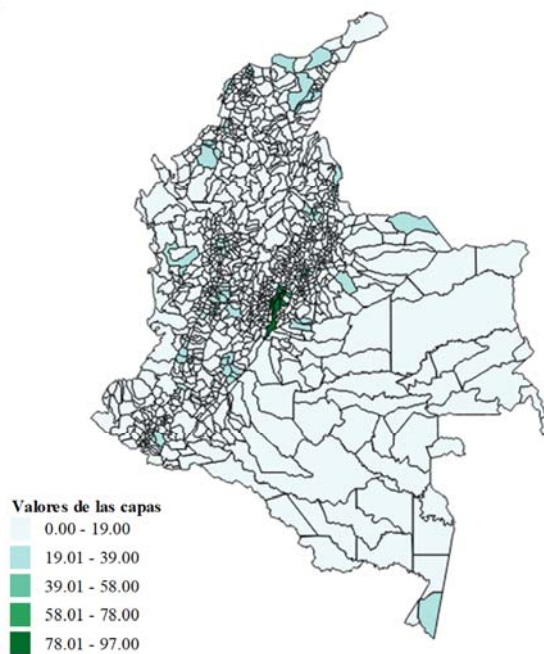 Valores de las capas
0.00 - 19.00
19.01 - 39.00
39.01 - 58.00
58.01 - 78.00
78.01 - 97.00